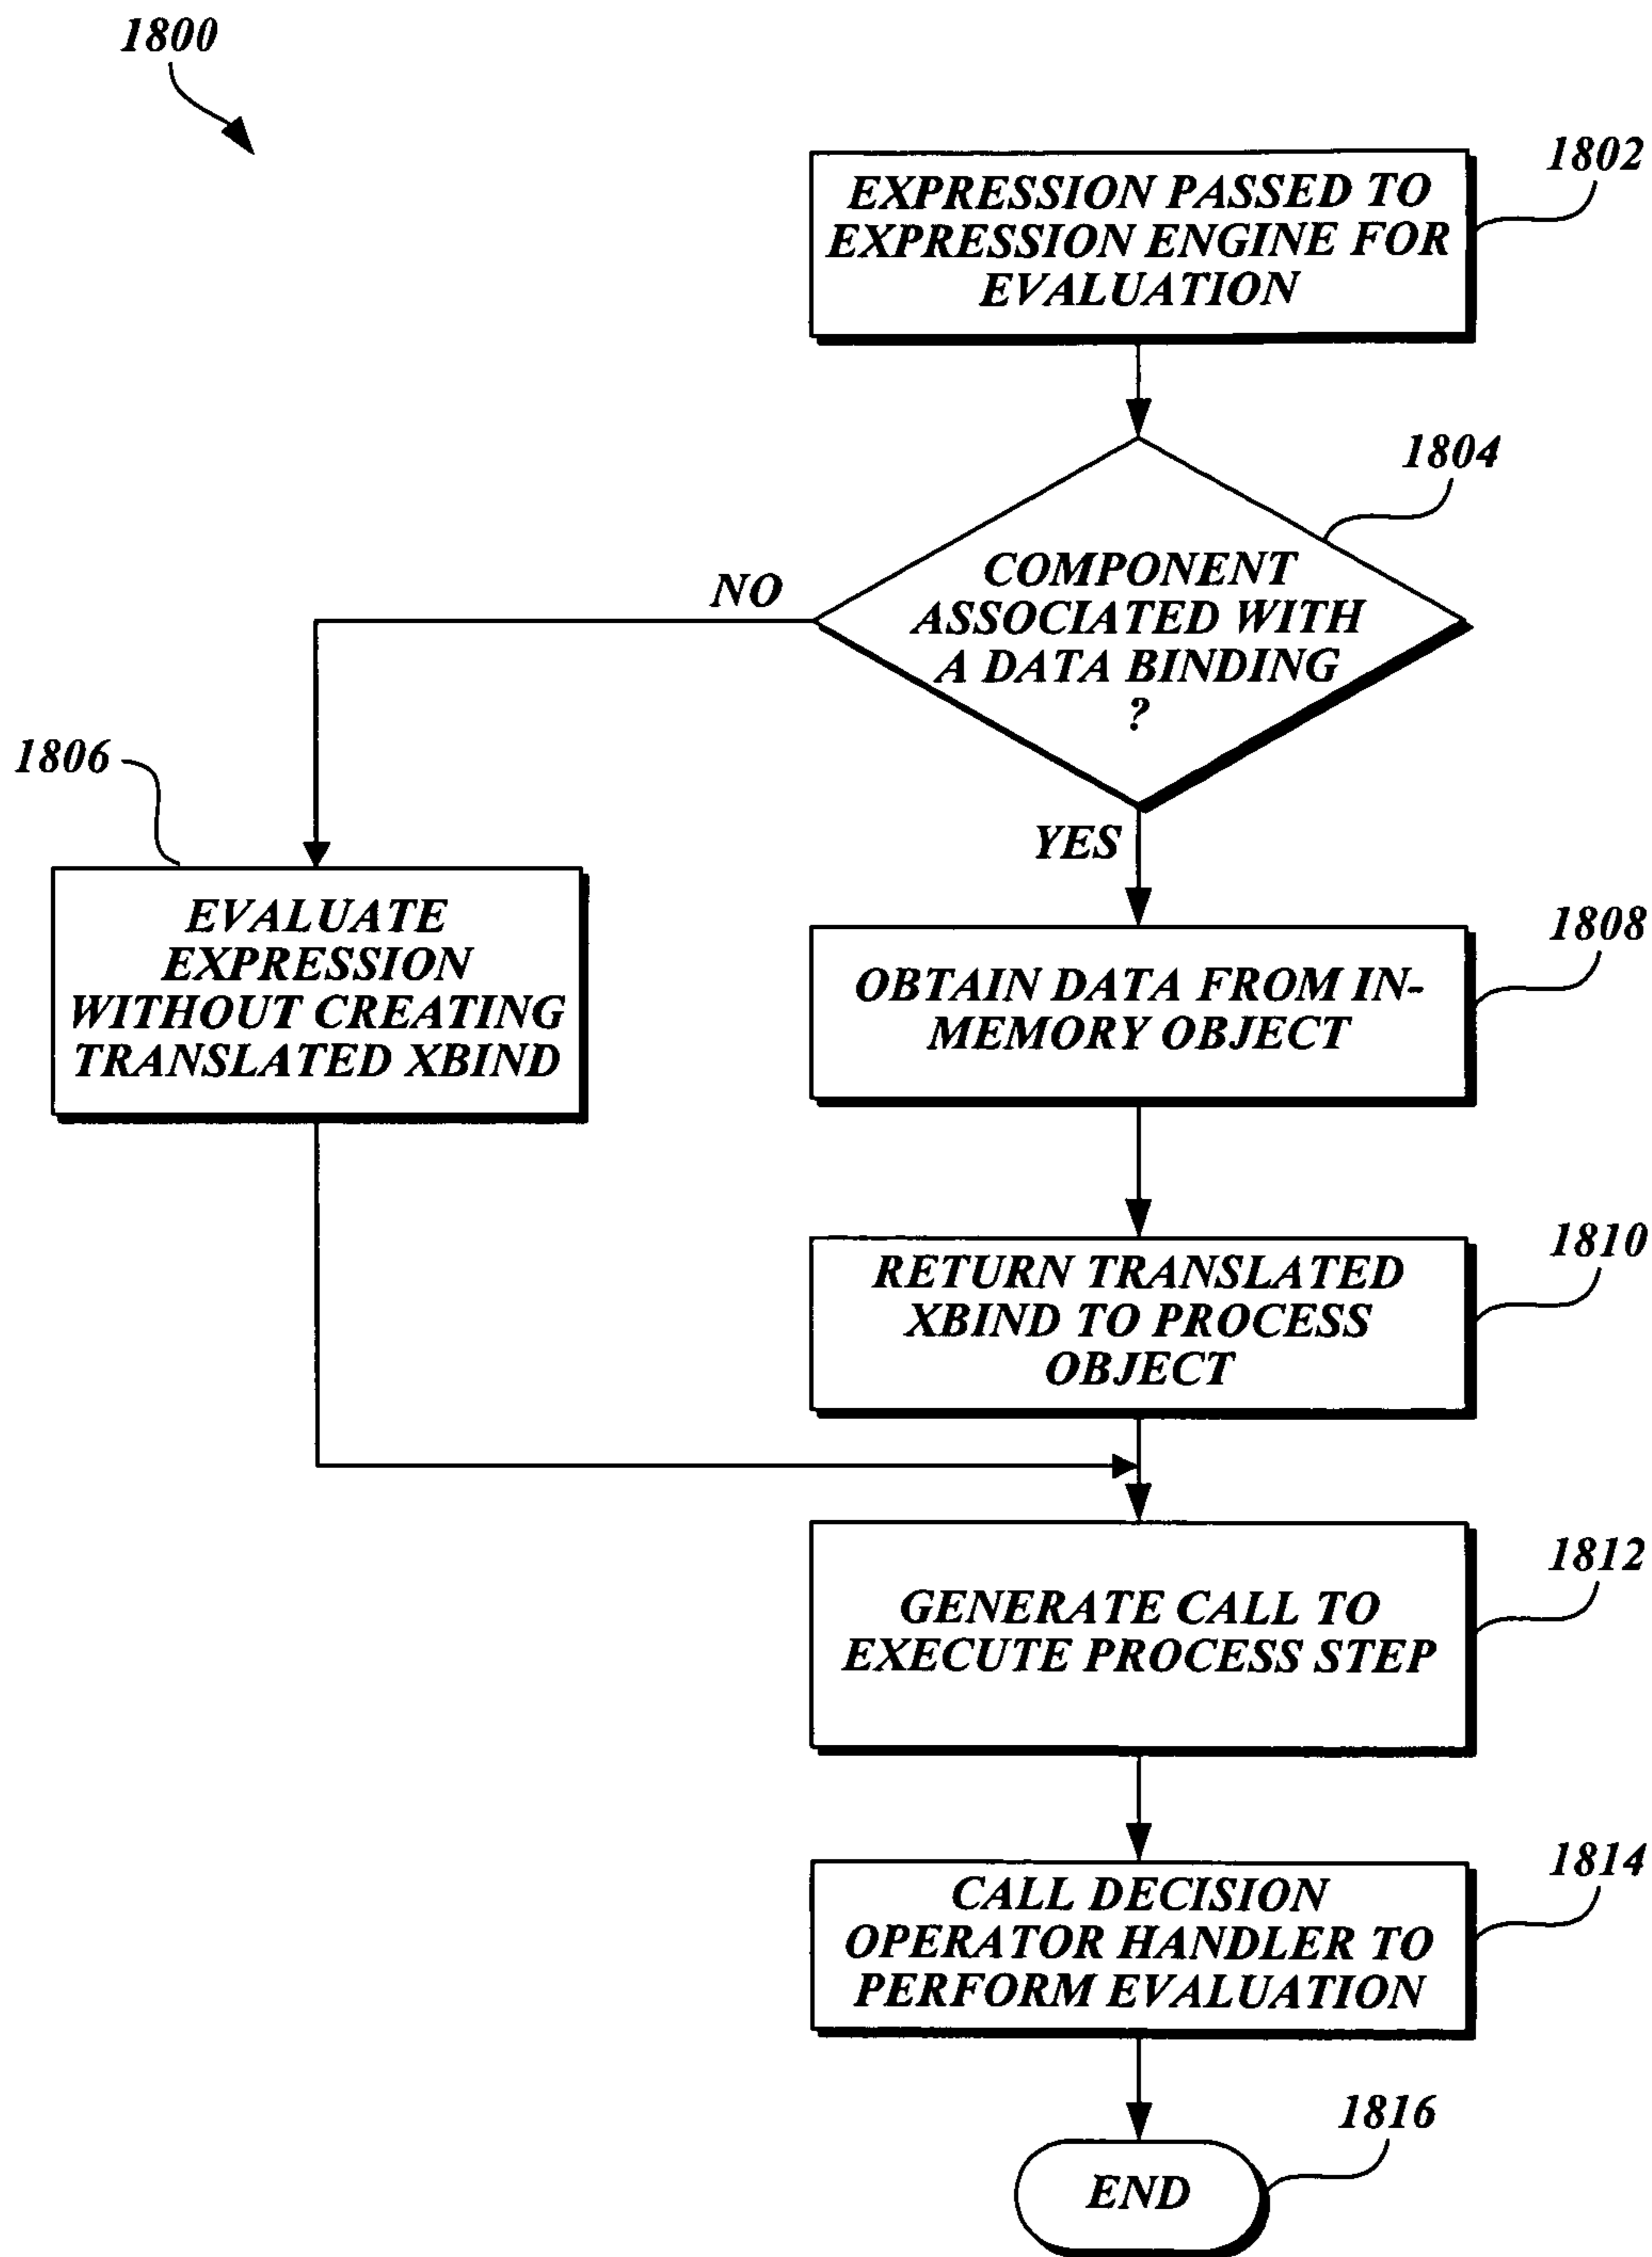 1800
1802
EXPRESSION PASSED TO
EXPRESSION ENGINE FOR
EVALUATION
1804
COMPONENT
ASSOCIATED WITH
A DATA BINDING
?
NO
YES
1806
EVALUATE
EXPRESSION
WITHOUT CREATING
TRANSLATED XBIND
1808
OBTAIN DATA FROM IN-
MEMORY OBJECT
1810
RETURN TRANSLATED
XBIND TO PROCESS
OBJECT
1812
GENERATE CALL TO
EXECUTE PROCESS STEP
1814
CALL DECISION
OPERATOR HANDLER TO
PERFORM EVALUATION
1816
END